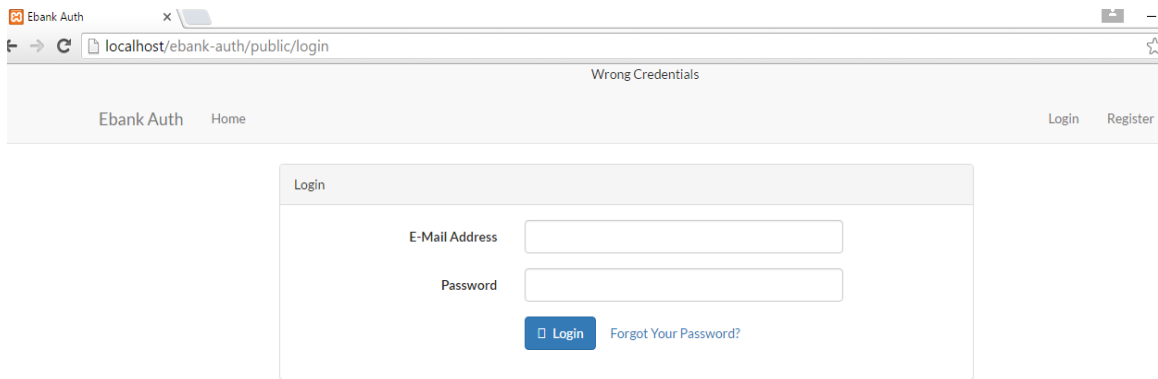 Ebank Auth
localhost/ebank-auth/public/login
Wrong Credentials
Ebank Auth Home Login Register
Login
E-Mail Address
Password
Login Forgot Your Password?